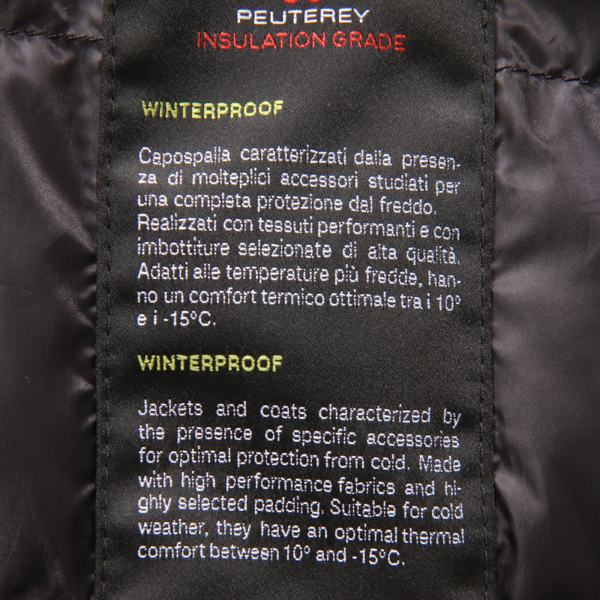 PEUTEREY
INSULATION GRADE
WINTERPROOF
Capospalla caratterizzati dalla presen-
za di molteplici accessori studiati per
una completa protezione dal freddo.
Realizzati con tessuti performanti e con
imbottiture selezionate di alta qualità.
Adatti alle temperature più fredde, han-
no un comfort termico ottimale tra i 10°
e i -15°C.
WINTERPROOF
Jackets and coats characterized by
the presence of specific accessories
for optimal protection from cold. Made
with high performance fabrics and hi-
ghly selected padding. Suitable for cold
weather, they have an optimal thermal
comfort between 10° and -15°C.